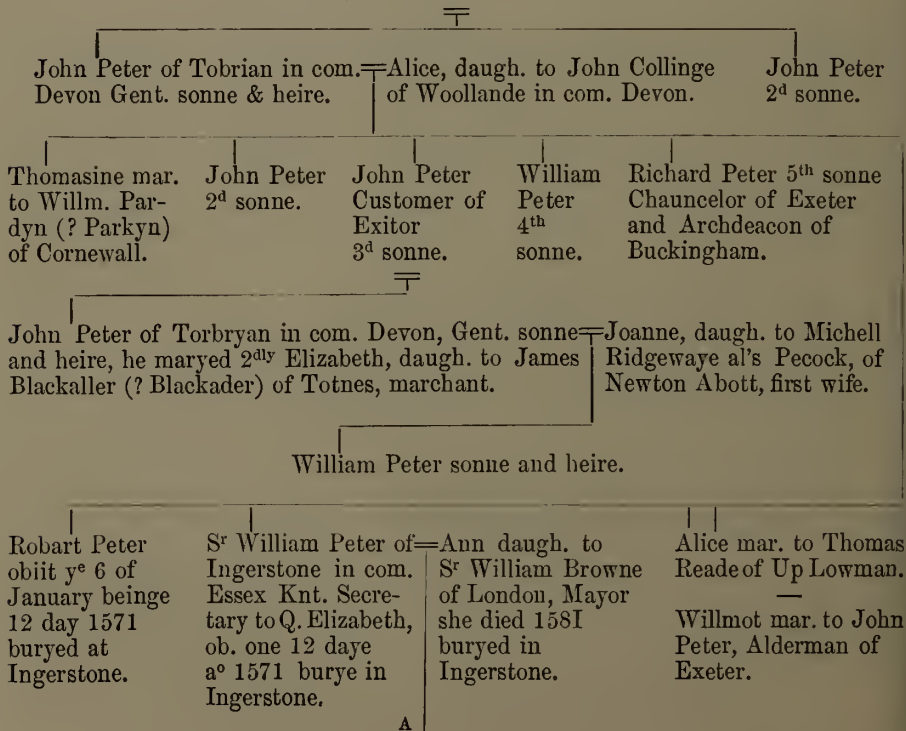 John Peter of Tobrian in com.
Devon Gent. sonne & heire.
Alice, daugh. to John Collinge
of Woollande in com. Devon.
John Peter
2d sonne.
Thomasine mar.
to Willm. Par-
dyn (? Parkyn)
of Cornewall.
John Peter
2d sonne.
John Peter
Customer of
Exitor
3d sonne.
William
Peter
4th
sonne.
Richard Peter 5th sonne
Chauncelor of Exeter
and Archdeacon of
Buckingham.
John Peter of Torbryan in com. Devon, Gent. sonne
and heire, he maryed 2dly Elizabeth, daugh. to James
Blackaller (? Blackader) of Totnes, marchant.
Joanne, daugh. to Michell
Ridgewaye al's Pecock, of
Newton Abott, first wife.
William Peter sonne and heire.
Robart Peter
obiit ye 6 of
January beinge
12 day 1571
buryed at
Ingerstone.
Sr William Peter of
Ingerstone in com.
Essex Knt. Secre-
tary to Q. Elizabeth,
ob. one 12 daye
ao 1571 burye in
Ingerstone.
Ann daugh. to
Sr William Browne
of London, Mayor
she died 1581
buryed in
Ingerstone.
Alice mar. to Thomas
Reade of Up Lowman.
—
Willmot mar. to John
Peter, Alderman of
Exeter.
A